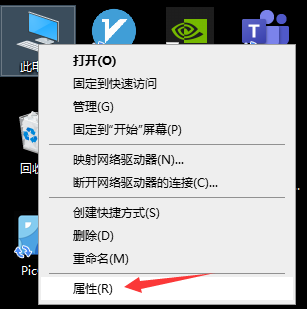 此电
打开(O)
固定到快速访问
管理(G)
固定到“开始”屏幕(P)
回收
映射网络驱动器(N)...
断开网络驱动器的连接(C)...
创建快捷方式(S)
删除(D)
重命名(M)
Pic
属性(R)